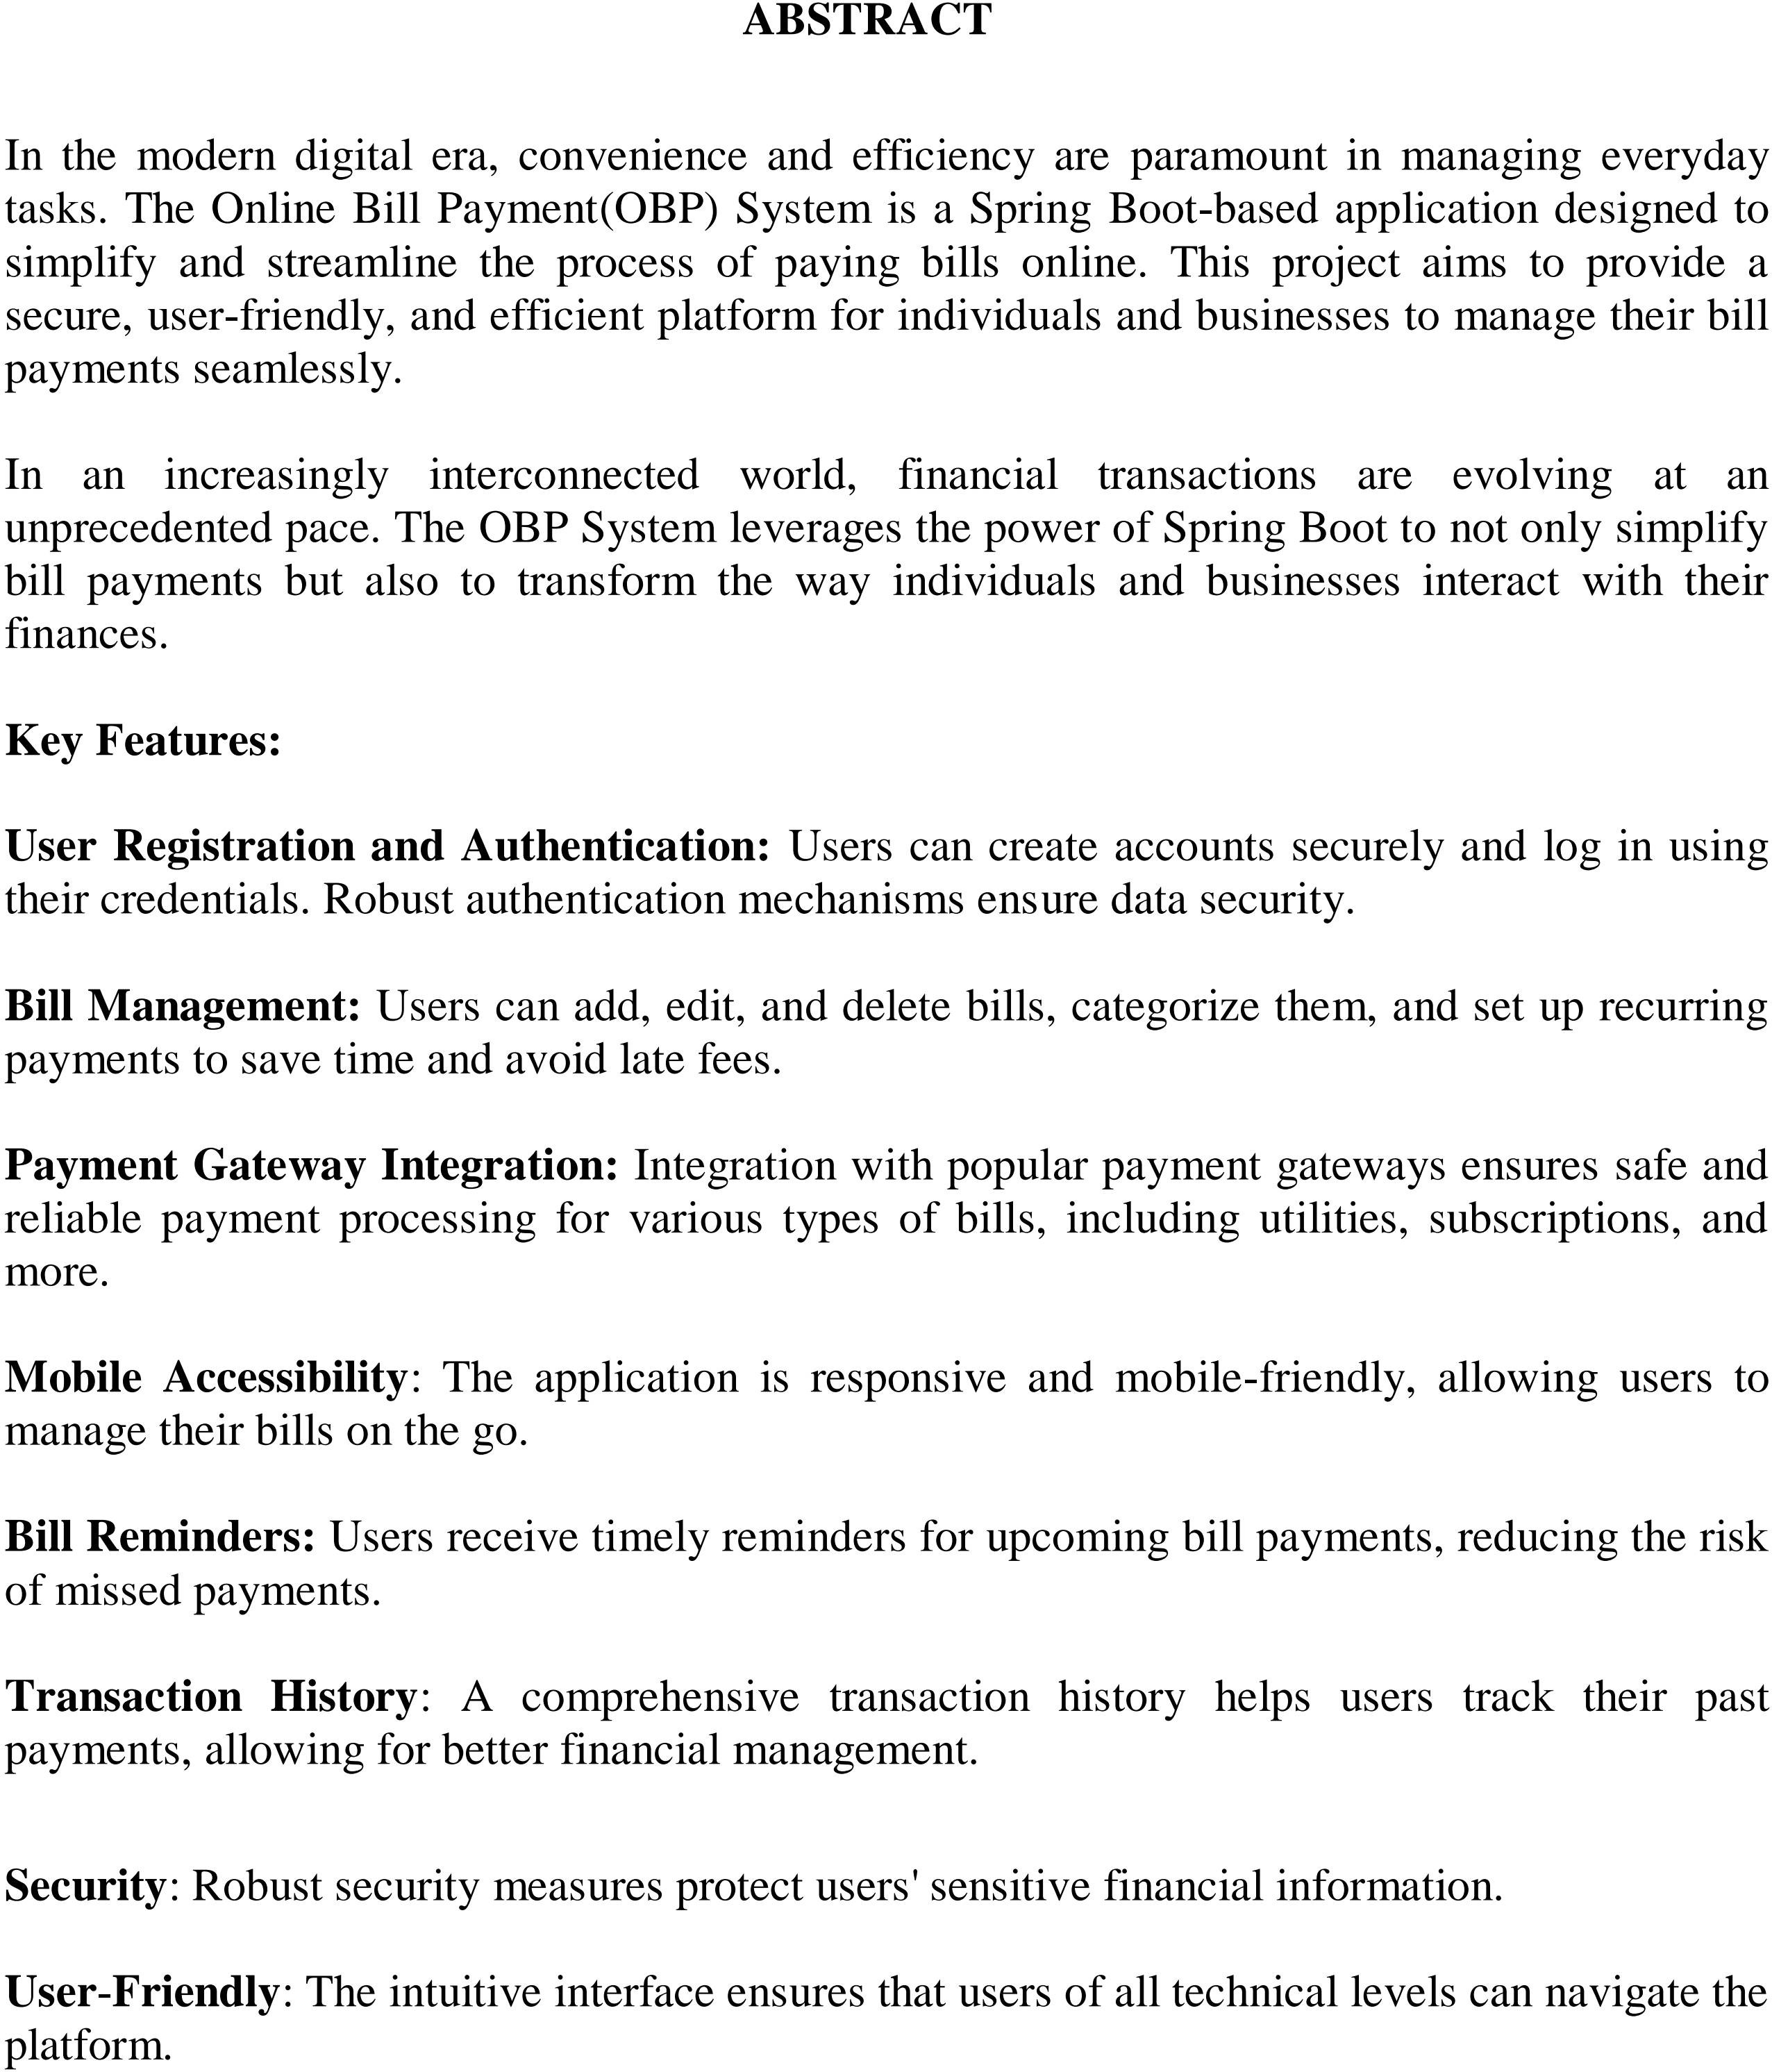 ABSTRACT
In the modern digital era, convenience and efficiency are paramount in managing everyday
tasks. The Online Bill Payment(OBP) System is a Spring Boot-based application designed to
simplify and streamline the process of paying bills online. This project aims to provide a
secure, user-friendly, and efficient platform for individuals and businesses to manage their bill
payments seamlessly.
In an increasingly interconnected world, financial transactions are evolving at an
unprecedented pace. The OBP System leverages the power of Spring Boot to not only simplify
bill payments but also to transform the way individuals and businesses interact with their
finances.
Key Features:
User Registration and Authentication: Users can create accounts securely and log in using
their credentials. Robust authentication mechanisms ensure data security.
Bill Management: Users can add, edit, and delete bills, categorize them, and set up recurring
payments to save time and avoid late fees.
Payment Gateway Integration: Integration with popular payment gateways ensures safe and
reliable payment processing for various types of bills, including utilities, subscriptions, and
more.
Mobile Accessibility: The application is responsive and mobile-friendly, allowing users to
manage their bills on the go.
Bill Reminders: Users receive timely reminders for upcoming bill payments, reducing the risk
of missed payments.
Transaction History: A comprehensive transaction history helps users track their past
payments, allowing for better financial management.
Security: Robust security measures protect users' sensitive financial information.
User-Friendly: The intuitive interface ensures that users of all technical levels can navigate the
platform.